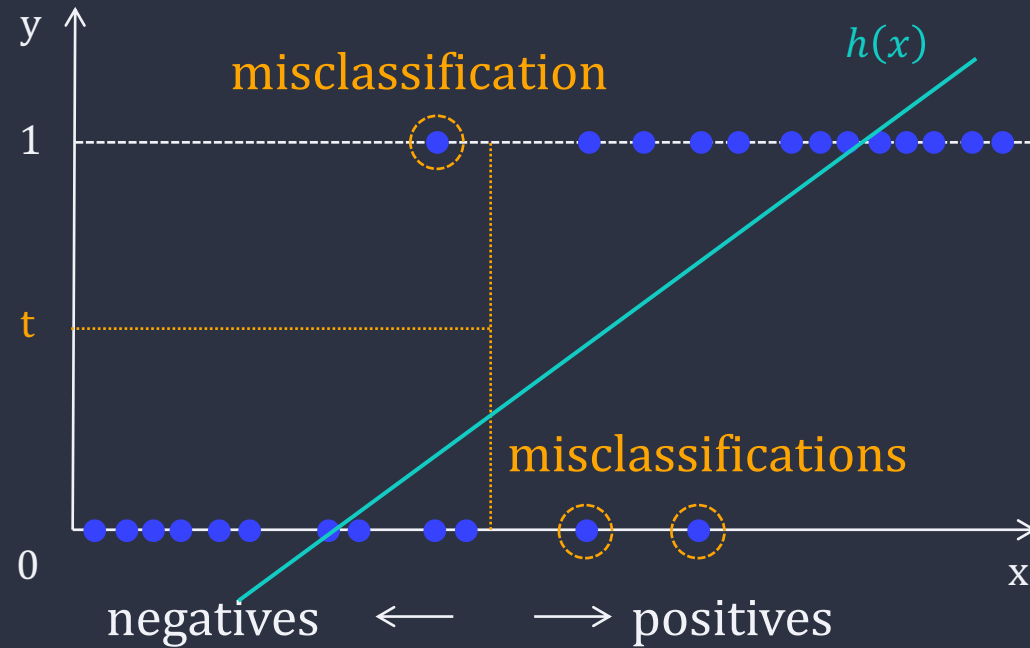 y
h(x)
misclassification
1
t
misclassifications
0
x
negatives
positives